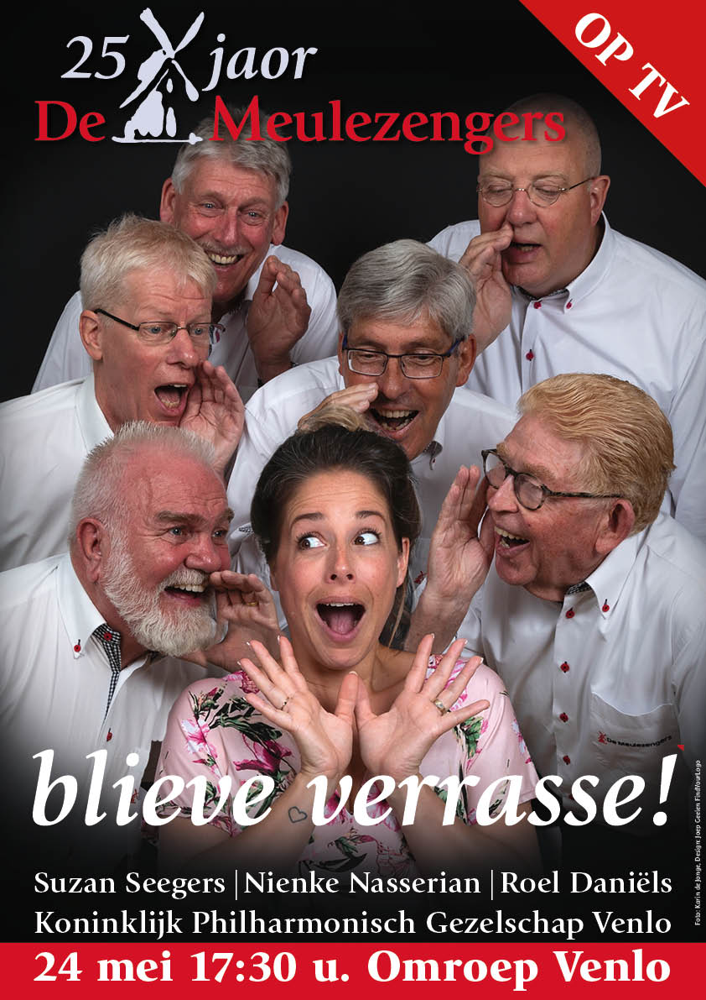 OP TV
25 jaor
De Meulezengers
De Meulezengers
blieve verrasse!
Foto: Karin de Jonge, Design: Joep Geelen FindYourLogo
Suzan Seegers | Nienke Nasserian | Roel Daniëls
Koninklijk Philharmonisch Gezelschap Venlo
24 mei 17:30 u. Omroep Venlo